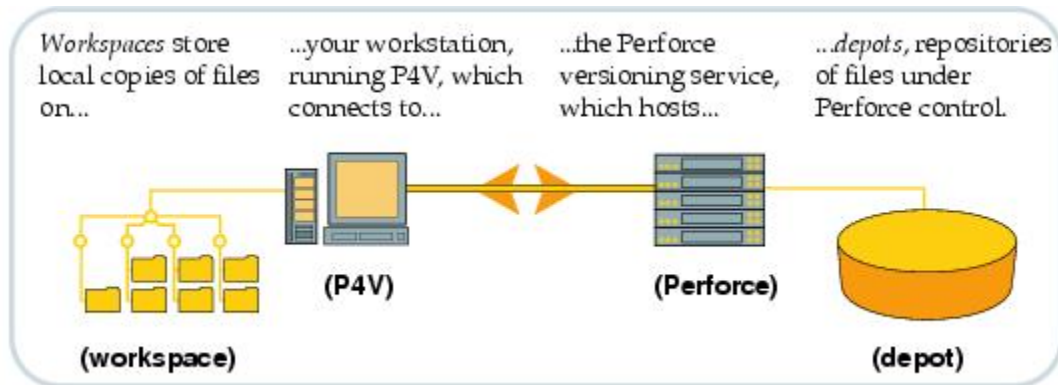 Workspaces store
local copies of files
on...
...your workstation,
running P4V, which
connects to...
...the Perforce
versioning service,
which hosts...
...depots, repositories
of files under
Perforce control.
(P4V)
(Perforce)
(workspace)
(depot)